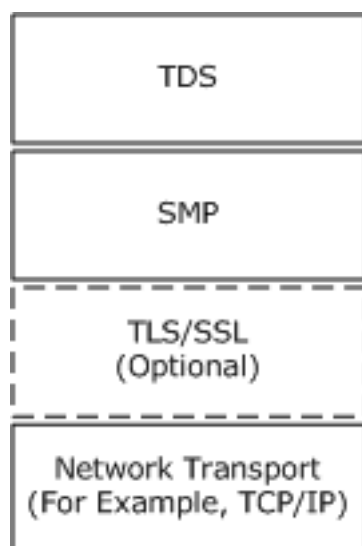 TDS
SMP
TLS/SSL
(Optional)
Network Transport
(For Example, TCP/IP)